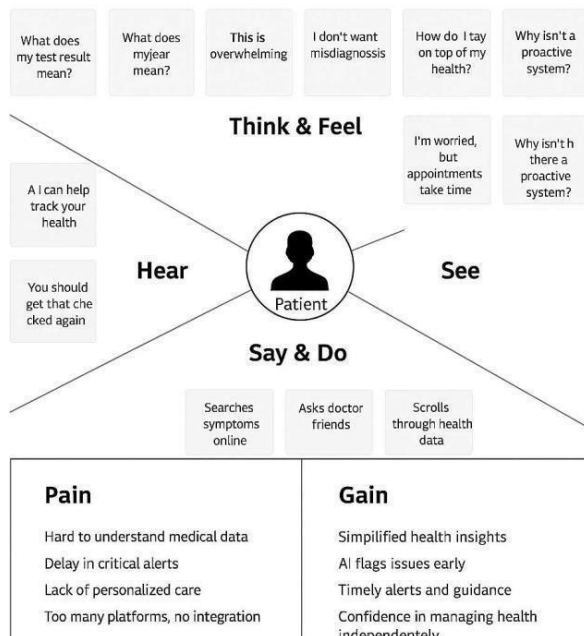 What does
my test result
mean?
What does
myjear
mean?
This is
overwhelming
I don't want
misdiagnossis
How do I tay
on top of my
health?
Why isn't a
proactive
system?
Think & Feel
I'm worried,
but
appointments
take time
Why isn't h
there a
proactive
system?
A I can help
track your
health
Hear
See
You should
get that che
cked again
Patient
Say & Do
Searches
symptoms
online
Asks doctor
friends
Scrolls
through health
data
Pain
Hard to understand medical data
Delay in critical alerts
Lack of personalized care
Too many platforms, no integration
Gain
Simpilified health insights
AI flags issues early
Timely alerts and guidance
Confidence in managing health
independentely